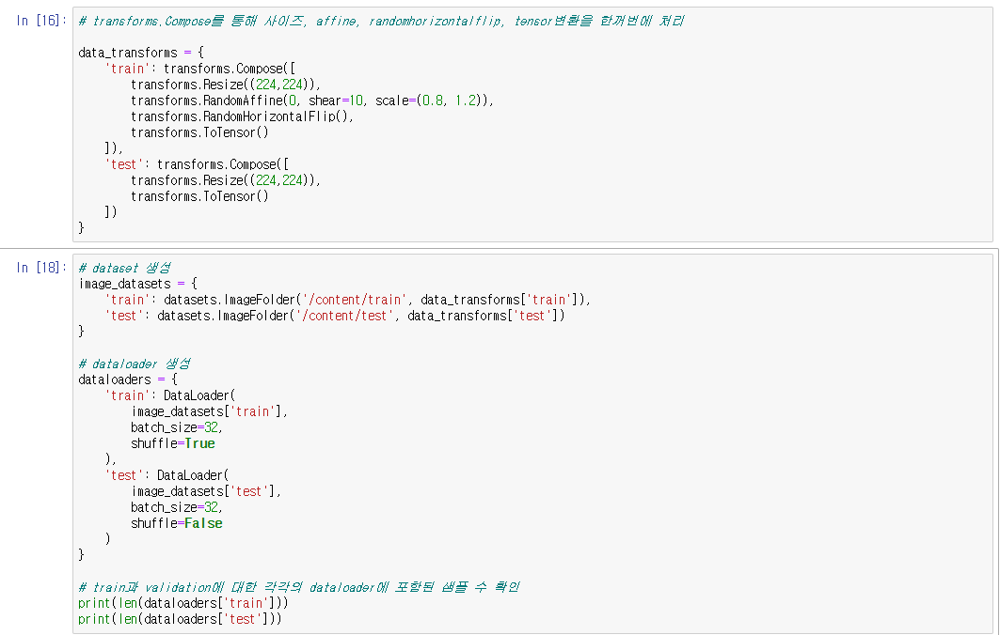 In [16]: # transforms.Compose를 통해 사이즈, affine, randomhorizontalflip, tensor변환을 한꺼번에 처리
data_transforms = {
    'train': transforms.Compose([
        transforms.Resize((224,224)),
        transforms.RandomAffine(0, shear=10, scale=(0.8, 1.2)),
        transforms.RandomHorizontalFlip(),
        transforms.ToTensor()
    ]),
    'test': transforms.Compose([
        transforms.Resize((224,224)),
        transforms.ToTensor()
    ])
}
In [18]: # dataset 생성
image_datasets = {
    'train': datasets.ImageFolder('/content/train', data_transforms['train']),
    'test': datasets.ImageFolder('/content/test', data_transforms['test'])
}
# dataloader 생성
dataloaders = {
    'train': DataLoader(
        image_datasets['train'],
        batch_size=32,
        shuffle=True
    ),
    'test': DataLoader(
        image_datasets['test'],
        batch_size=32,
        shuffle=False
    )
}
# train과 validation에 대한 각각의 dataloader에 포함된 샘플 수 확인
print(len(dataloaders['train']))
print(len(dataloaders['test']))